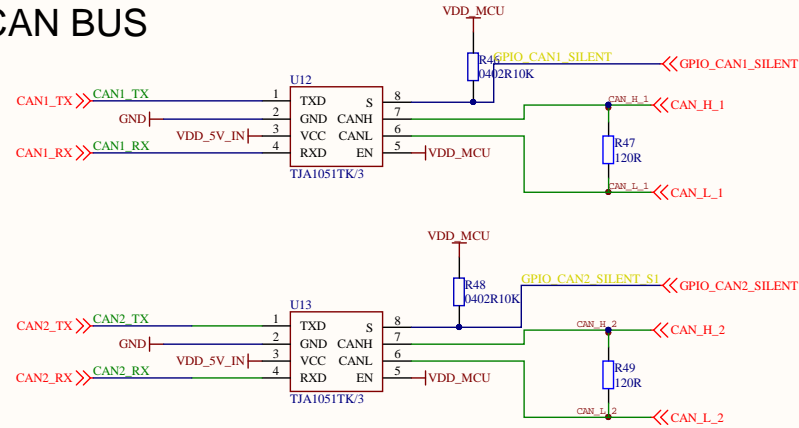 CAN BUS
VDD_MCU
R46
0402R10K
GPIO_CAN1_SILENT
GPIO_CAN1_SILENT
U12
CAN1_TX
CAN1_TX
1
TXD
S
8
GND
2
GND
CANH
7
CAN_H_1
CAN_H_1
VDD_5V_IN
3
VCC
CANL
6
R47
120R
CAN1_RX
CAN1_RX
4
RXD
EN
5
VDD_MCU
TJA1051TK/3
CAN_L_1
CAN_L_1
VDD_MCU
R48
0402R10K
GPIO_CAN2_SILENT_S1
GPIO_CAN2_SILENT
U13
CAN2_TX
CAN2_TX
1
TXD
S
8
GND
2
GND
CANH
7
CAN_H_2
CAN_H_2
VDD_5V_IN
3
VCC
CANL
6
R49
120R
CAN2_RX
CAN2_RX
4
RXD
EN
5
VDD_MCU
TJA1051TK/3
CAN_L_2
CAN_L_2